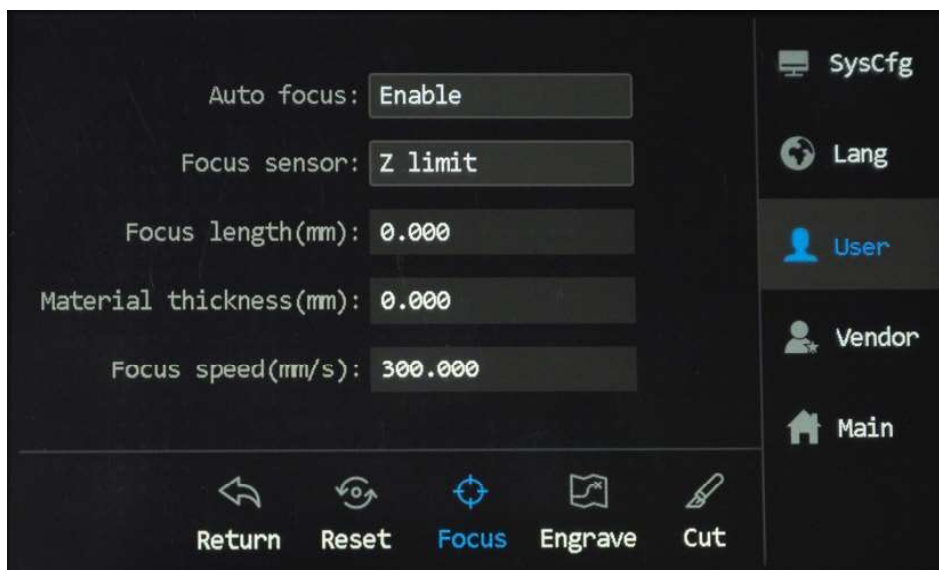 Auto focus: Enable
Focus sensor: Z limit
Focus length(mm): 0.000
Material thickness(mm): 0.000
Focus speed(mm/s): 300.000
Return Reset Focus Engrave Cut
SysCfg
Lang
User
Vendor
Main